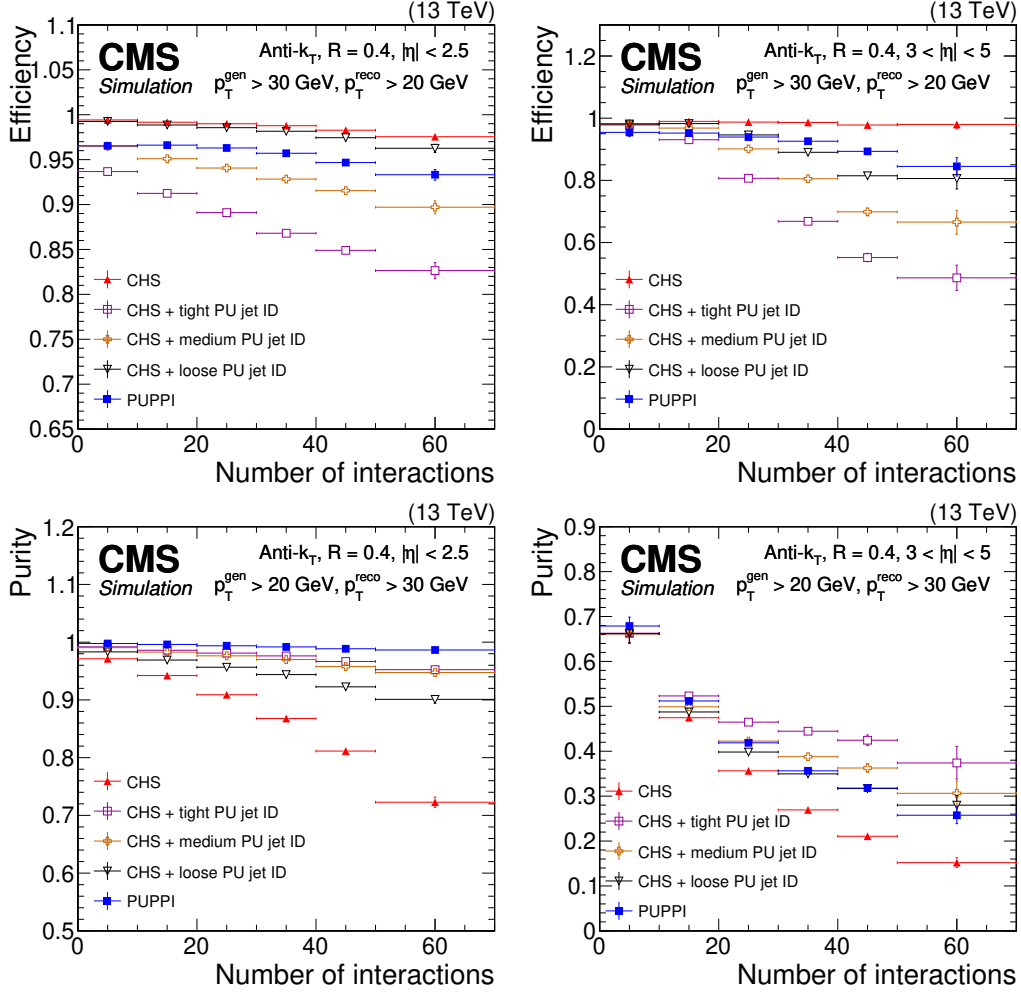 (13 TeV)
Efficiency
1.1
1.05
1
0.95
0.9
0.85
0.8
0.75
0.7
0.65
CMS
Simulation
Anti-k_T, R = 0.4, |η| < 2.5
p_T^gen > 30 GeV, p_T^reco > 20 GeV
CHS
CHS + tight PU jet ID
CHS + medium PU jet ID
CHS + loose PU jet ID
PUPPI
0 20 40 60
Number of interactions
(13 TeV)
Efficiency
1.2
1
0.8
0.6
0.4
0.2
0
CMS
Simulation
Anti-k_T, R = 0.4, 3 < |η| < 5
p_T^gen > 30 GeV, p_T^reco > 20 GeV
CHS
CHS + tight PU jet ID
CHS + medium PU jet ID
CHS + loose PU jet ID
PUPPI
0 20 40 60
Number of interactions
(13 TeV)
Purity
1.2
1.1
1
0.9
0.8
0.7
0.6
0.5
CMS
Simulation
Anti-k_T, R = 0.4, |η| < 2.5
p_T^gen > 20 GeV, p_T^reco > 30 GeV
CHS
CHS + tight PU jet ID
CHS + medium PU jet ID
CHS + loose PU jet ID
PUPPI
0 20 40 60
Number of interactions
(13 TeV)
Purity
0.9
0.8
0.7
0.6
0.5
0.4
0.3
0.2
0.1
0
CMS
Simulation
Anti-k_T, R = 0.4, 3 < |η| < 5
p_T^gen > 20 GeV, p_T^reco > 30 GeV
CHS
CHS + tight PU jet ID
CHS + medium PU jet ID
CHS + loose PU jet ID
PUPPI
0 20 40 60
Number of interactions